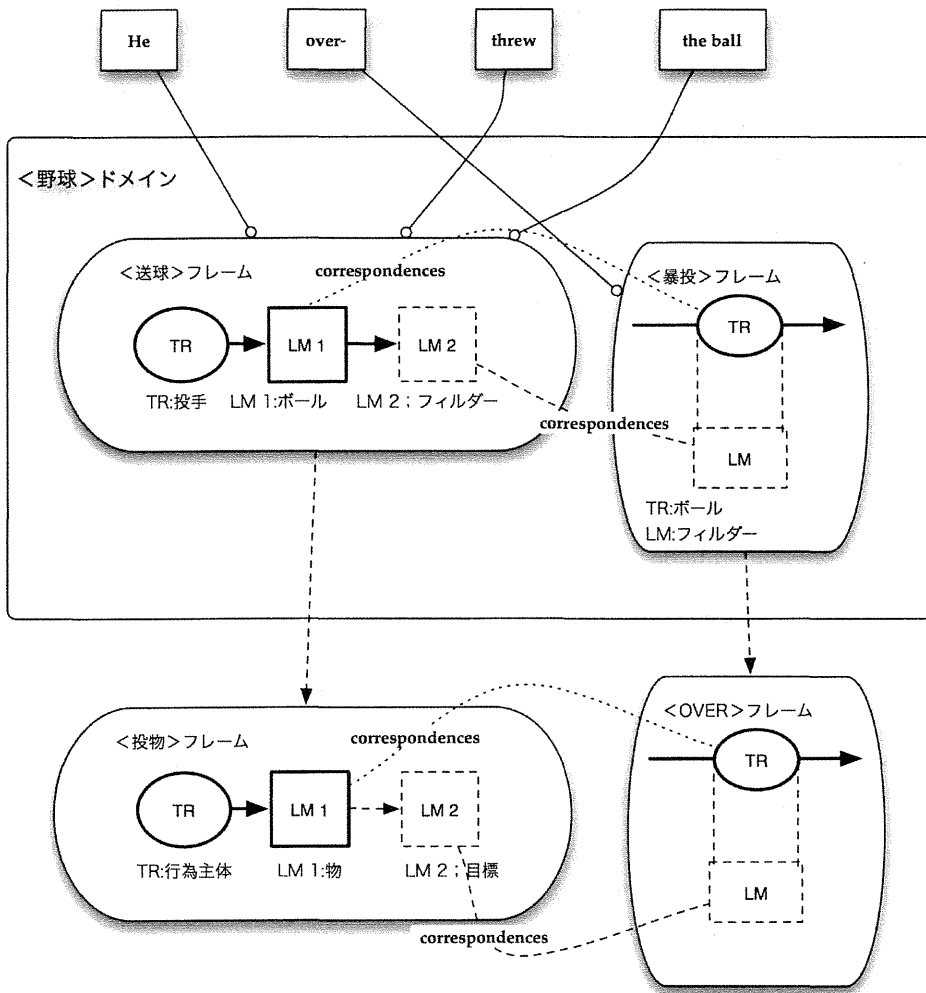 He
over-
threw
the ball
＜野球＞ドメイン
＜送球＞フレーム
correspondences
TR
LM 1
LM 2
TR:投手
LM 1:ボール
LM 2；フィルダー
＜暴投＞フレーム
TR
correspondences
LM
TR:ボール
LM:フィルダー
＜投物＞フレーム
correspondences
TR
LM 1
LM 2
TR:行為主体
LM 1:物
LM 2；目標
＜OVER＞フレーム
TR
LM
correspondences